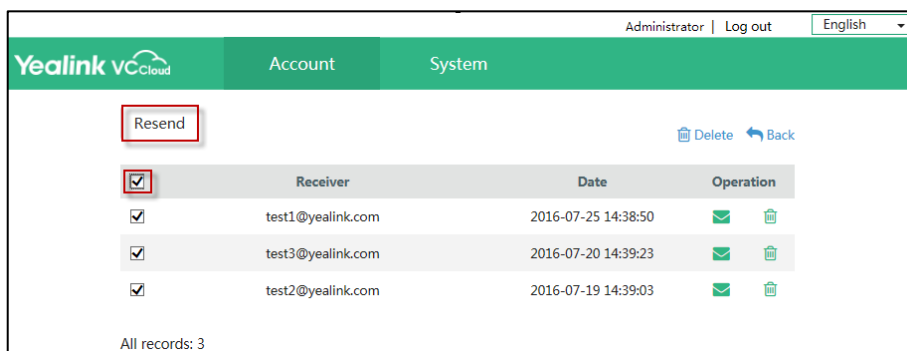 Administrator | Log out English
Yealink VCCloud Account System
Resend
Delete Back
Receiver Date Operation
test1@yealink.com 2016-07-25 14:38:50
test3@yealink.com 2016-07-20 14:39:23
test2@yealink.com 2016-07-19 14:39:03
All records: 3